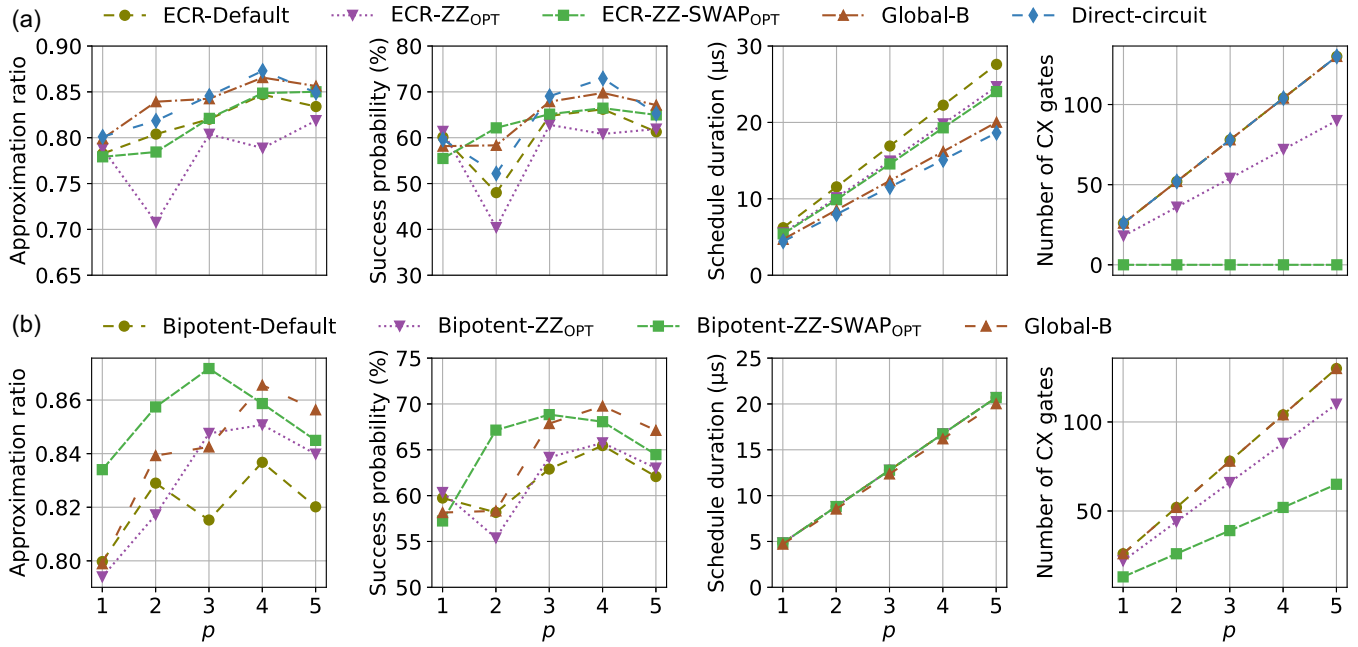 (a) ECR-Default ECR-ZZOPT ECR-ZZ-SWAPOPT Global-B Direct-circuit
Approximation ratio
0.90
0.85
0.80
0.75
0.70
0.65
Success probability (%)
80
70
60
50
40
30
Schedule duration (µs)
30
20
10
0
Number of CX gates
100
50
0
(b) Bipotent-Default Bipotent-ZZOPT Bipotent-ZZ-SWAPOPT Global-B
Approximation ratio
0.86
0.84
0.82
0.80
1 2 3 4 5
p
Success probability (%)
75
70
65
60
55
50
1 2 3 4 5
p
Schedule duration (µs)
25
20
15
10
5
0
1 2 3 4 5
p
Number of CX gates
100
50
1 2 3 4 5
p